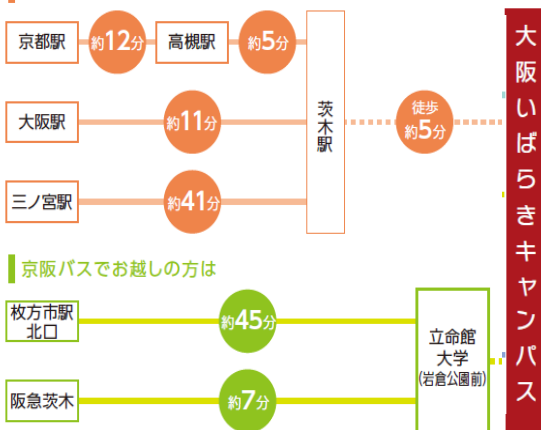 京都駅
約12分
高槻駅
約5分
大阪駅
約11分
茨木駅
徒歩
約5分
三ノ宮駅
約41分
京阪バスでお越しの方は
枚方市駅
北口
約45分
立命館
大学
(岩倉公園前)
阪急茨木
約7分
大阪いばらきキャンパス